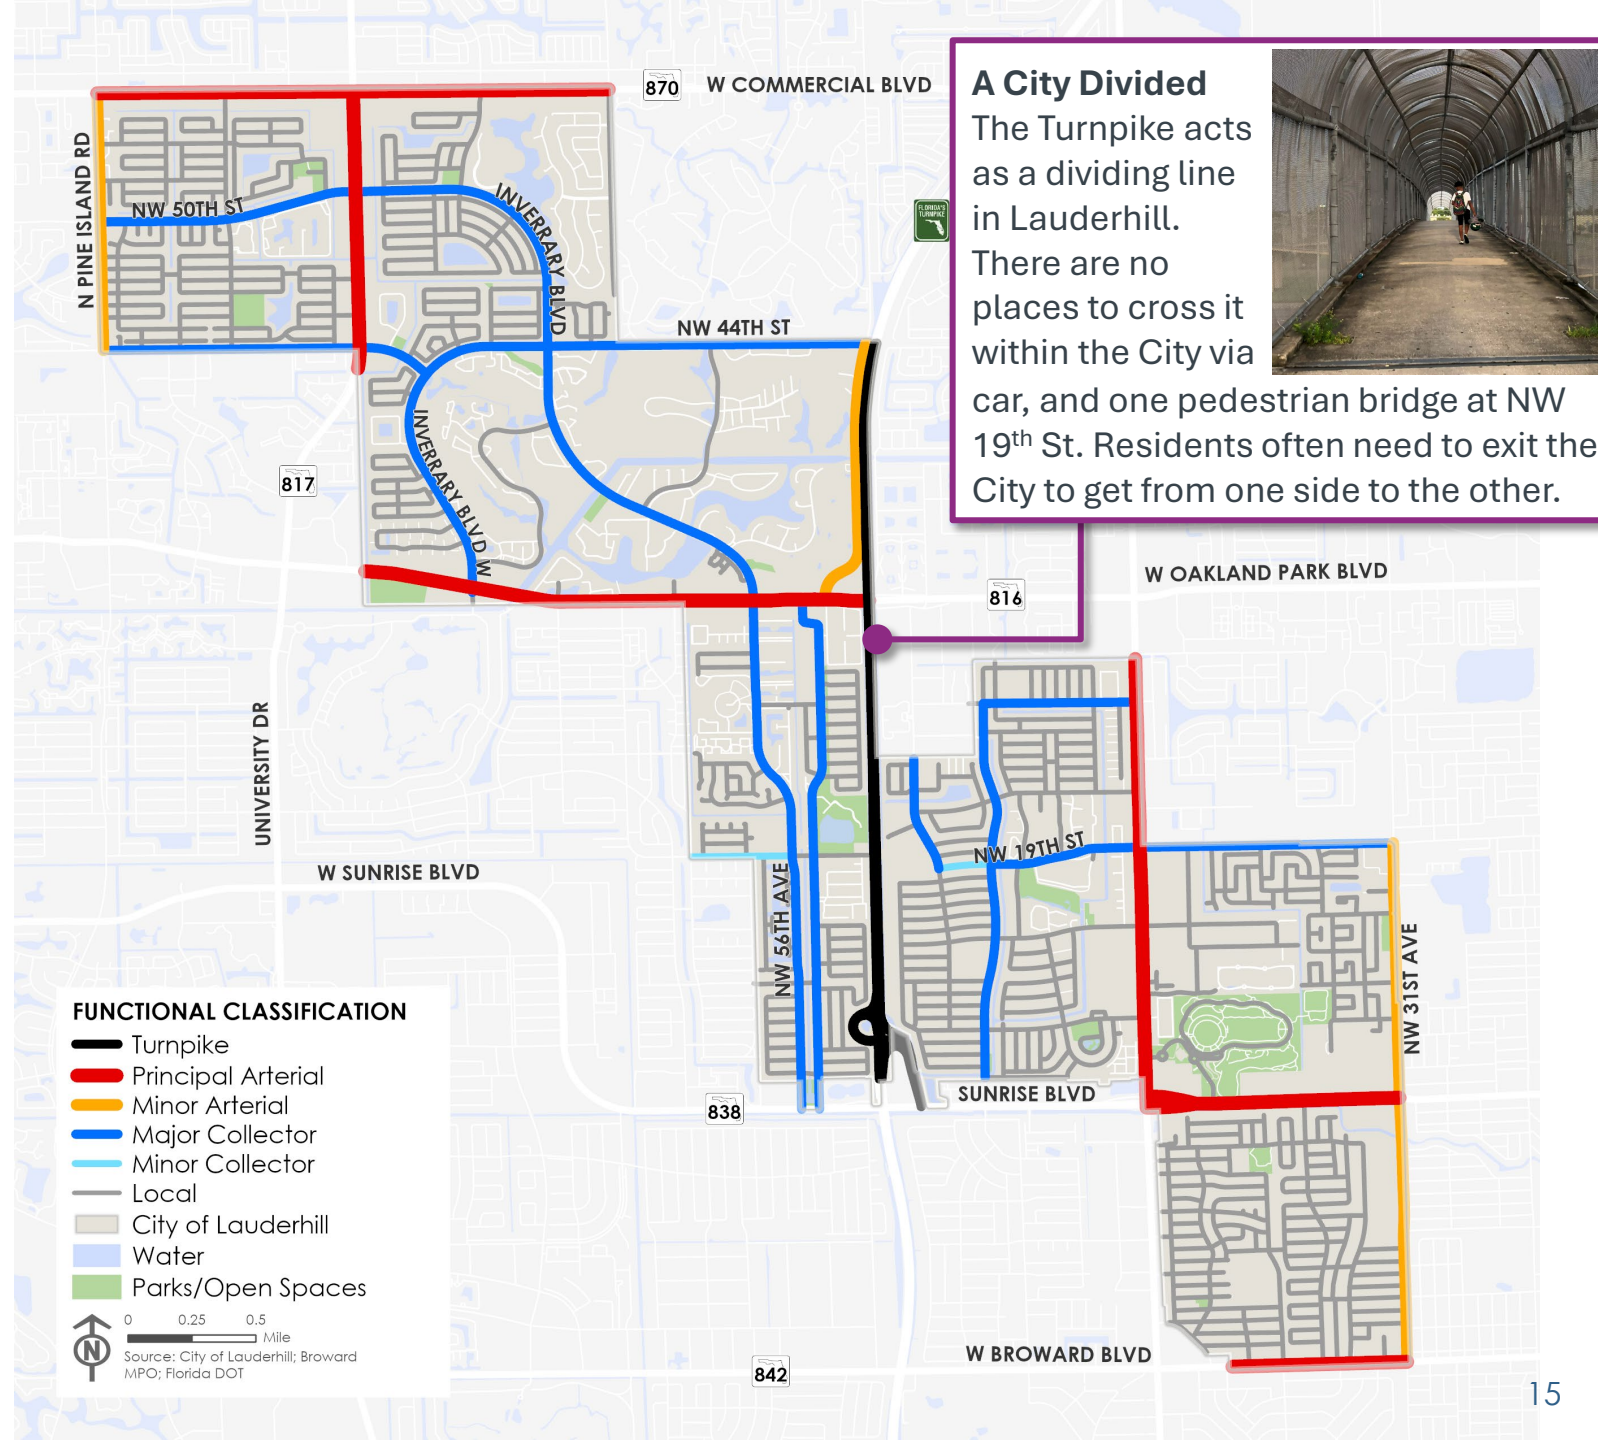 870
W COMMERCIAL BLVD
A City Divided
The Turnpike acts
as a dividing line
in Lauderhill.
There are no
places to cross it
within the City via
car, and one pedestrian bridge at NW
19th St. Residents often need to exit the
City to get from one side to the other.
FLORIDA'S
TURNPIKE
N PINE ISLAND RD
NW 50TH ST
INVERRARY BLVD
NW 44TH ST
INVERRARY BLVD W
817
W OAKLAND PARK BLVD
816
UNIVERSITY DR
W SUNRISE BLVD
NW 19TH ST
NW 56TH AVE
NW 31ST AVE
SUNRISE BLVD
838
W BROWARD BLVD
842
FUNCTIONAL CLASSIFICATION
Turnpike
Principal Arterial
Minor Arterial
Major Collector
Minor Collector
Local
City of Lauderhill
Water
Parks/Open Spaces
N
0 0.25 0.5
Mile
Source: City of Lauderhill; Broward
MPO; Florida DOT
15